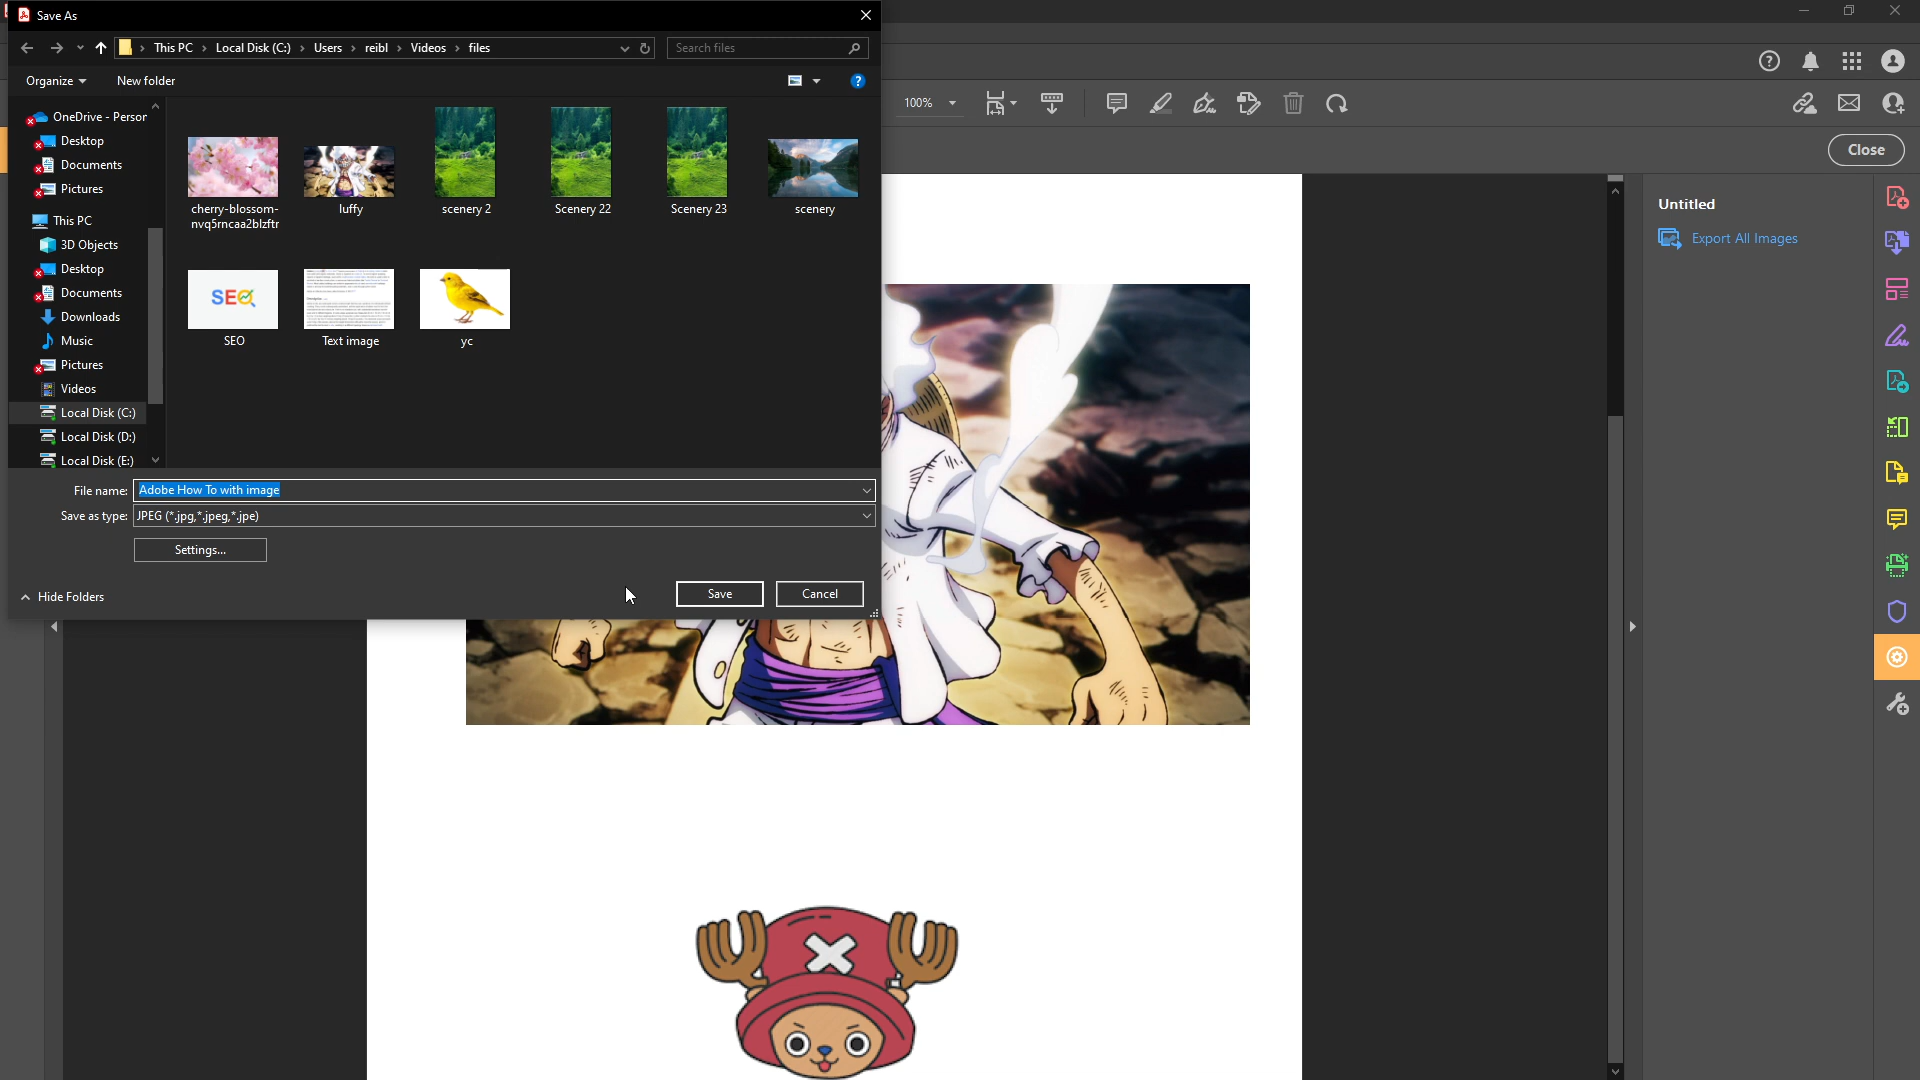 Save As
This PC
Local Disk (C:)
Users
reibl
Videos
files
Search files
Organize
New folder
OneDrive - Person
Desktop
Documents
Pictures
This PC
3D Objects
Desktop
Documents
Downloads
Music
Pictures
Videos
Local Disk (C:)
Local Disk (D:)
Local Disk (E:)
cherry-blossom-
nvq5rncaa2blzftr
luffy
scenery 2
Scenery 22
Scenery 23
scenery
SEO
SEO
Text image
yc
File name:
Adobe How To with image
Save as type:
JPEG (*.jpg,*.jpeg,*.jpe)
Settings...
Hide Folders
Save
Cancel
100%
Close
Untitled
Export All Images